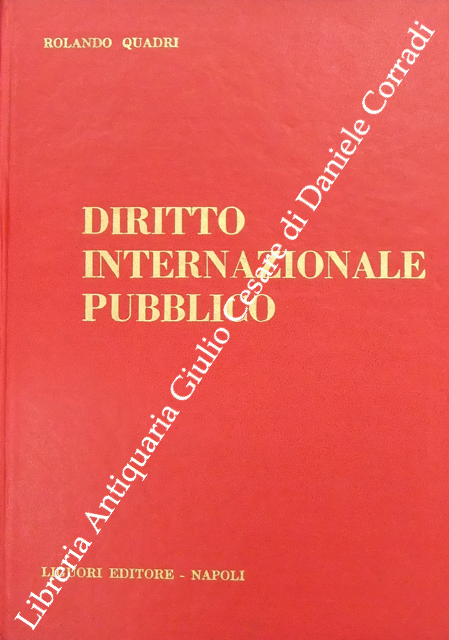 ROLANDO QUADRI
DIRITTO
INTERNAZIONALE
PUBBLICO
LIGUORI EDITORE - NAPOLI
Libreria Antiquaria Giulio Cesare di Daniele Corradi